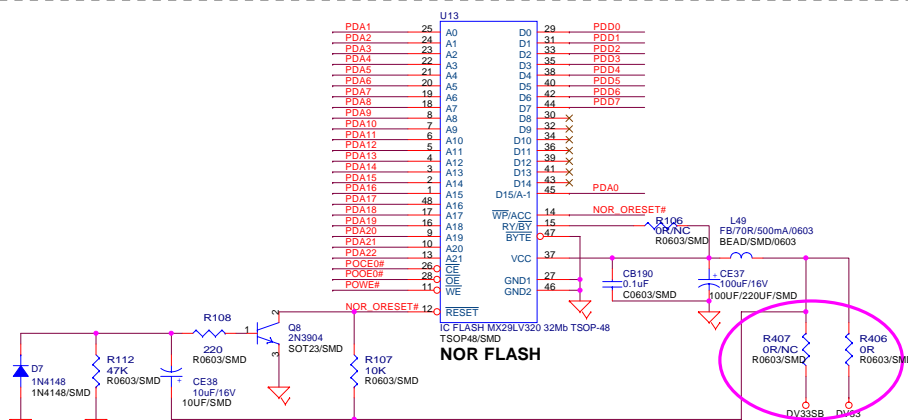 U13
PDA1 25 A0 D0 29 PDD0
PDA2 24 A1 D1 31 PDD1
PDA3 23 A2 D2 33 PDD2
PDA4 22 A3 D3 35 PDD3
PDA5 21 A4 D4 38 PDD4
PDA6 20 A5 D5 40 PDD5
PDA7 19 A6 D6 42 PDD6
PDA8 18 A7 D7 44 PDD7
PDA9 8 A8 D8 30
PDA10 7 A9 D9 32
PDA11 6 A10 D10 34
PDA12 5 A11 D11 36
PDA13 4 A12 D12 39
PDA14 3 A13 D13 41
PDA15 2 A14 D14 43
PDA16 1 A15 D15/A-1 45 PDA0
PDA17 48 A16
PDA18 17 A17 WP/ACC 14 NOR_ORESET#
PDA19 16 A18 RY/BY 15
PDA20 9 A19 BYTE 47
PDA21 10 A20
PDA22 13 A21 VCC 37
POCE0# 26 CE
POOE0# 28 OE GND1 27
POWE# 11 WE GND2 46
NOR_ORESET# 12 RESET
IC FLASH MX29LV320 32Mb TSOP-48
TSOP48/SMD
NOR FLASH
R106
0R/NC
R0603/SMD
L49
FB/70R/500mA/0603
BEAD/SMD/0603
CB190
0.1uF
C0603/SMD
+
CE37
100uF/16V
100UF/220UF/SMD
R108
220
R0603/SMD
1
2
3
Q8
2N3904
SOT23/SMD
D7
1N4148
1N4148/SMD
R112
47K
R0603/SMD
+
CE38
10uF/16V
10UF/SMD
R107
10K
R0603/SMD
R407
0R/NC
R0603/SMD
R406
0R
R0603/SMD
DV33SB
DV33